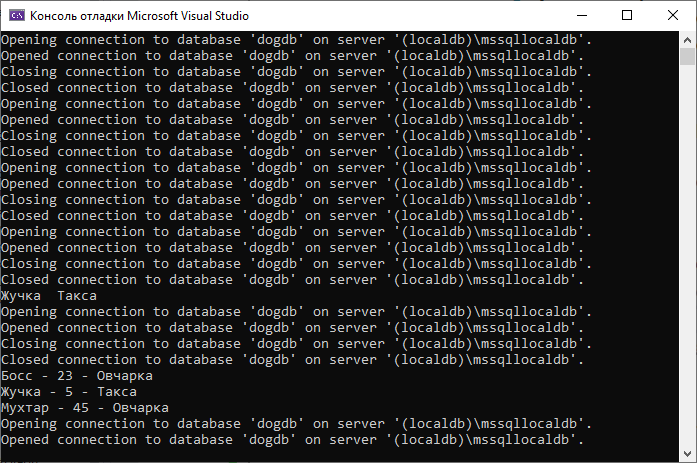 Консоль отладки Microsoft Visual Studio
Opening connection to database 'dogdb' on server '(localdb)\mssqllocaldb'.
Opened connection to database 'dogdb' on server '(localdb)\mssqllocaldb'.
Closing connection to database 'dogdb' on server '(localdb)\mssqllocaldb'.
Closed connection to database 'dogdb' on server '(localdb)\mssqllocaldb'.
Opening connection to database 'dogdb' on server '(localdb)\mssqllocaldb'.
Opened connection to database 'dogdb' on server '(localdb)\mssqllocaldb'.
Closing connection to database 'dogdb' on server '(localdb)\mssqllocaldb'.
Closed connection to database 'dogdb' on server '(localdb)\mssqllocaldb'.
Opening connection to database 'dogdb' on server '(localdb)\mssqllocaldb'.
Opened connection to database 'dogdb' on server '(localdb)\mssqllocaldb'.
Closing connection to database 'dogdb' on server '(localdb)\mssqllocaldb'.
Closed connection to database 'dogdb' on server '(localdb)\mssqllocaldb'.
Opening connection to database 'dogdb' on server '(localdb)\mssqllocaldb'.
Opened connection to database 'dogdb' on server '(localdb)\mssqllocaldb'.
Closing connection to database 'dogdb' on server '(localdb)\mssqllocaldb'.
Closed connection to database 'dogdb' on server '(localdb)\mssqllocaldb'.
Жучка  Такса
Opening connection to database 'dogdb' on server '(localdb)\mssqllocaldb'.
Opened connection to database 'dogdb' on server '(localdb)\mssqllocaldb'.
Closing connection to database 'dogdb' on server '(localdb)\mssqllocaldb'.
Closed connection to database 'dogdb' on server '(localdb)\mssqllocaldb'.
Босс - 23 - Овчарка
Жучка - 5 - Такса
Мухтар - 45 - Овчарка
Opening connection to database 'dogdb' on server '(localdb)\mssqllocaldb'.
Opened connection to database 'dogdb' on server '(localdb)\mssqllocaldb'.